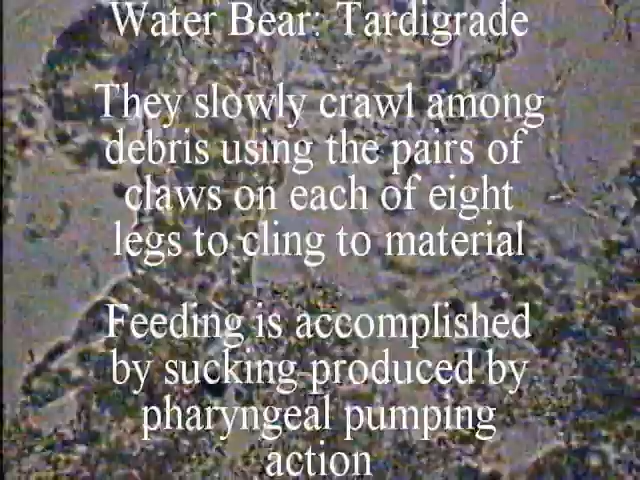 Water Bear: Tardigrade
They slowly crawl among
debris using the pairs of
claws on each of eight
legs to cling to material
Feeding is accomplished
by sucking produced by
pharyngeal pumping
action